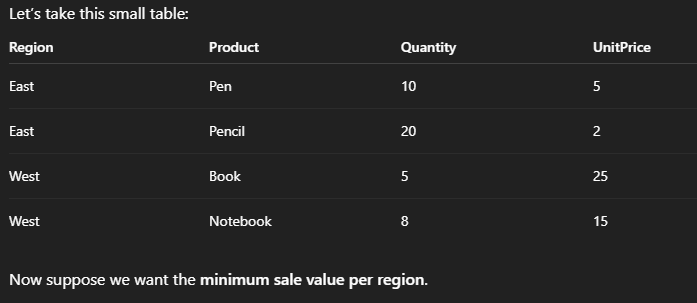 Let's take this small table:
Region Product Quantity UnitPrice
East Pen 10 5
East Pencil 20 2
West Book 5 25
West Notebook 8 15
Now suppose we want the minimum sale value per region.